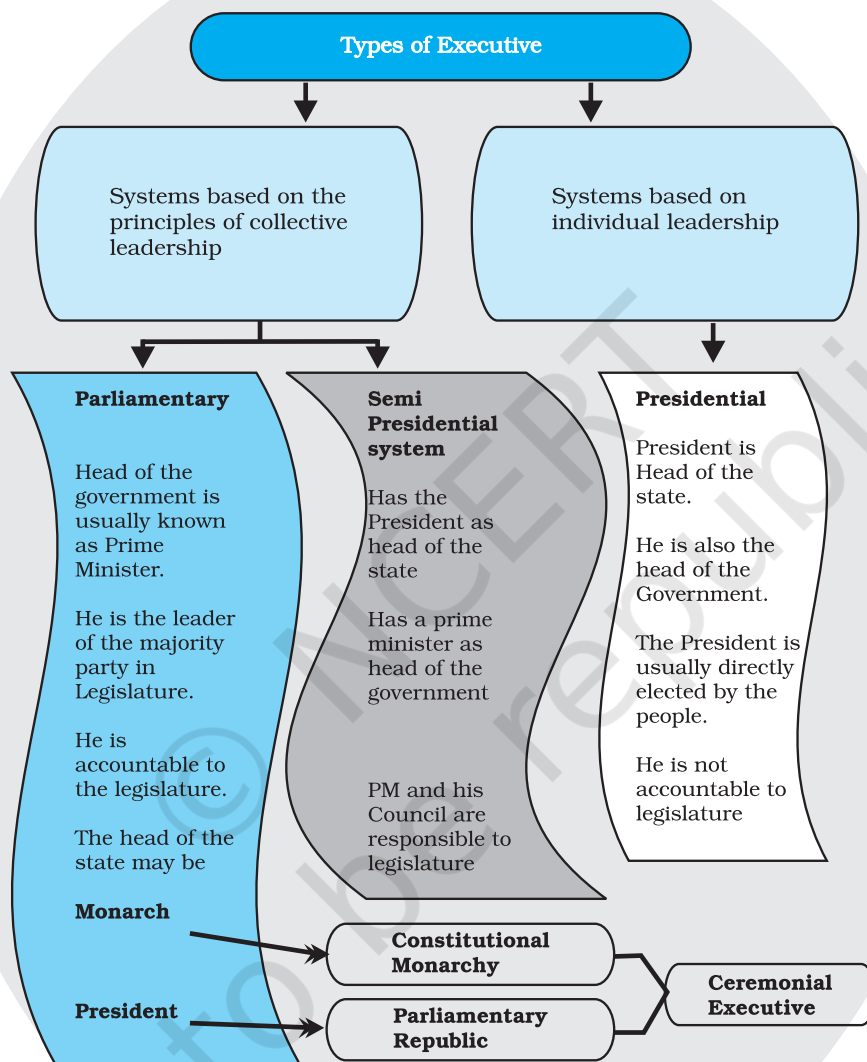 Types of Executive
Systems based on the
principles of collective
leadership
Systems based on
individual leadership
Parliamentary
Head of the
government is
usually known
as Prime
Minister.
He is the leader
of the majority
party in
Legislature.
He is
accountable to
the legislature.
The head of the
state may be
Monarch
President
Semi
Presidential
system
Has the
President as
head of the
state
Has a prime
minister as
head of the
government
PM and his
Council are
responsible to
legislature
Presidential
President is
Head of the
state.
He is also the
head of the
Government.
The President is
usually directly
elected by the
people.
He is not
accountable to
legislature
Constitutional
Monarchy
Parliamentary
Republic
Ceremonial
Executive
© NCERT
to be republi